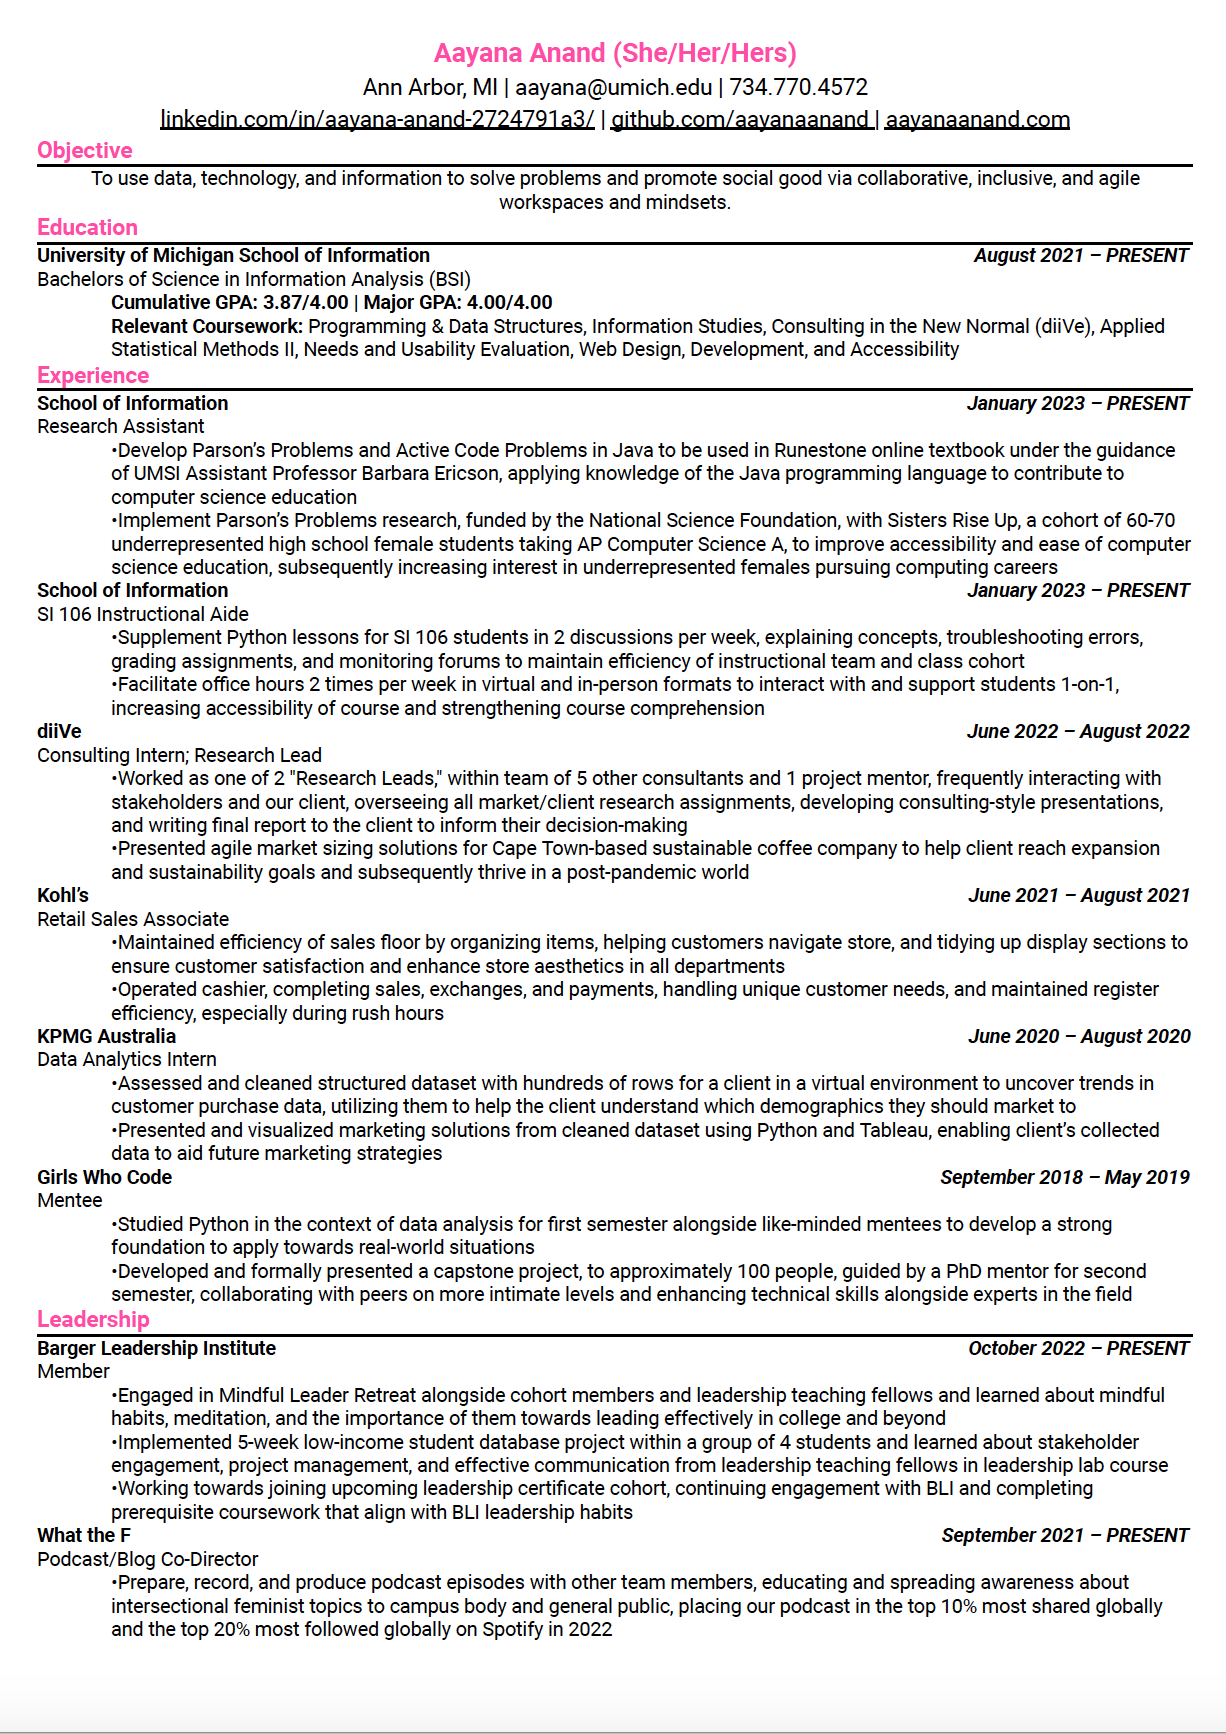 Aayana Anand (She/Her/Hers)
Ann Arbor, MI | aayana@umich.edu | 734.770.4572
linkedin.com/in/aayana-anand-2724791a3/ | github.com/aayanaanand | aayanaanand.com
Objective
To use data, technology, and information to solve problems and promote social good via collaborative, inclusive, and agile
workspaces and mindsets.
Education
University of Michigan School of Information August 2021 – PRESENT
Bachelors of Science in Information Analysis (BSI)
Cumulative GPA: 3.87/4.00 | Major GPA: 4.00/4.00
Relevant Coursework: Programming & Data Structures, Information Studies, Consulting in the New Normal (diiVe), Applied
Statistical Methods II, Needs and Usability Evaluation, Web Design, Development, and Accessibility
Experience
School of Information January 2023 – PRESENT
Research Assistant
•Develop Parson’s Problems and Active Code Problems in Java to be used in Runestone online textbook under the guidance
of UMSI Assistant Professor Barbara Ericson, applying knowledge of the Java programming language to contribute to
computer science education
•Implement Parson’s Problems research, funded by the National Science Foundation, with Sisters Rise Up, a cohort of 60-70
underrepresented high school female students taking AP Computer Science A, to improve accessibility and ease of computer
science education, subsequently increasing interest in underrepresented females pursuing computing careers
School of Information January 2023 – PRESENT
SI 106 Instructional Aide
•Supplement Python lessons for SI 106 students in 2 discussions per week, explaining concepts, troubleshooting errors,
grading assignments, and monitoring forums to maintain efficiency of instructional team and class cohort
•Facilitate office hours 2 times per week in virtual and in-person formats to interact with and support students 1-on-1,
increasing accessibility of course and strengthening course comprehension
diiVe June 2022 – August 2022
Consulting Intern; Research Lead
•Worked as one of 2 "Research Leads," within team of 5 other consultants and 1 project mentor, frequently interacting with
stakeholders and our client, overseeing all market/client research assignments, developing consulting-style presentations,
and writing final report to the client to inform their decision-making
•Presented agile market sizing solutions for Cape Town-based sustainable coffee company to help client reach expansion
and sustainability goals and subsequently thrive in a post-pandemic world
Kohl’s June 2021 – August 2021
Retail Sales Associate
•Maintained efficiency of sales floor by organizing items, helping customers navigate store, and tidying up display sections to
ensure customer satisfaction and enhance store aesthetics in all departments
•Operated cashier, completing sales, exchanges, and payments, handling unique customer needs, and maintained register
efficiency, especially during rush hours
KPMG Australia June 2020 – August 2020
Data Analytics Intern
•Assessed and cleaned structured dataset with hundreds of rows for a client in a virtual environment to uncover trends in
customer purchase data, utilizing them to help the client understand which demographics they should market to
•Presented and visualized marketing solutions from cleaned dataset using Python and Tableau, enabling client’s collected
data to aid future marketing strategies
Girls Who Code September 2018 – May 2019
Mentee
•Studied Python in the context of data analysis for first semester alongside like-minded mentees to develop a strong
foundation to apply towards real-world situations
•Developed and formally presented a capstone project, to approximately 100 people, guided by a PhD mentor for second
semester, collaborating with peers on more intimate levels and enhancing technical skills alongside experts in the field
Leadership
Barger Leadership Institute October 2022 – PRESENT
Member
•Engaged in Mindful Leader Retreat alongside cohort members and leadership teaching fellows and learned about mindful
habits, meditation, and the importance of them towards leading effectively in college and beyond
•Implemented 5-week low-income student database project within a group of 4 students and learned about stakeholder
engagement, project management, and effective communication from leadership teaching fellows in leadership lab course
•Working towards joining upcoming leadership certificate cohort, continuing engagement with BLI and completing
prerequisite coursework that align with BLI leadership habits
What the F September 2021 – PRESENT
Podcast/Blog Co-Director
•Prepare, record, and produce podcast episodes with other team members, educating and spreading awareness about
intersectional feminist topics to campus body and general public, placing our podcast in the top 10% most shared globally
and the top 20% most followed globally on Spotify in 2022